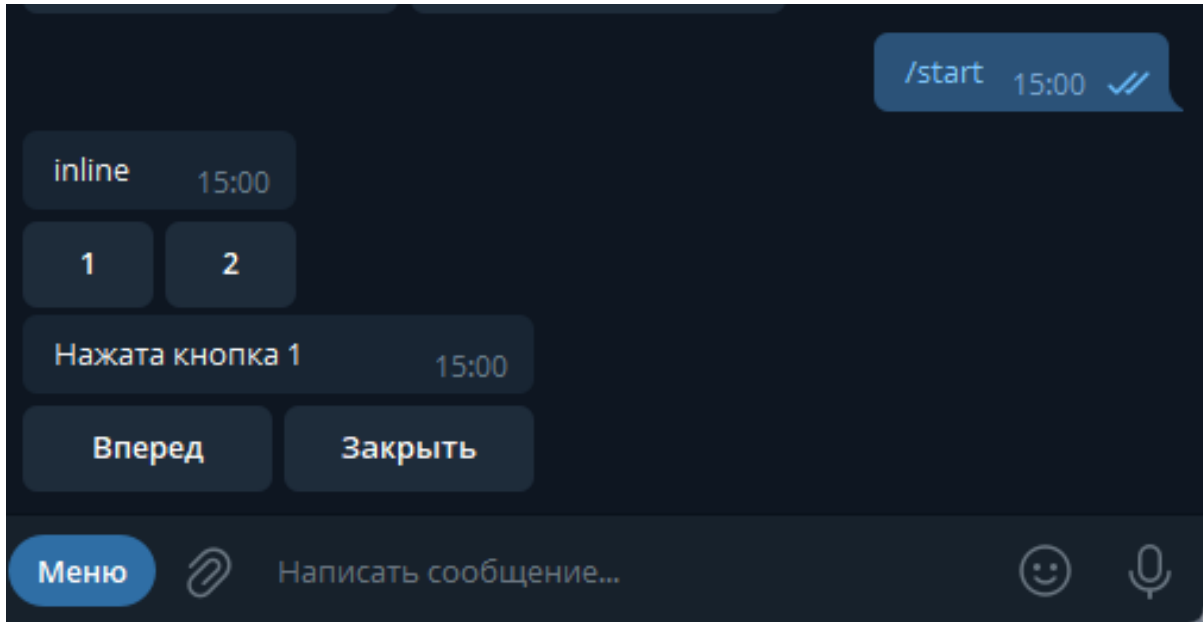 /start 15:00
inline 15:00
1 2
Нажата кнопка 1 15:00
Вперед Закрыть
Меню Написать сообщение...